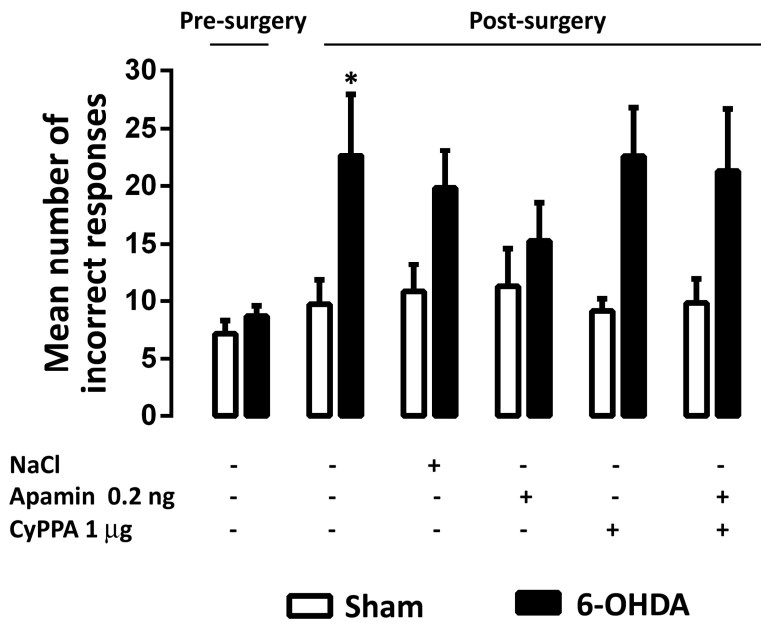 Pre-surgery Post-surgery
*
30
25
20
15
10
5
0
Mean number of
incorrect responses
NaCl - - + - - -
Apamin 0.2 ng - - - + - +
CyPPA 1 μg - - - - + +
Sham 6-OHDA